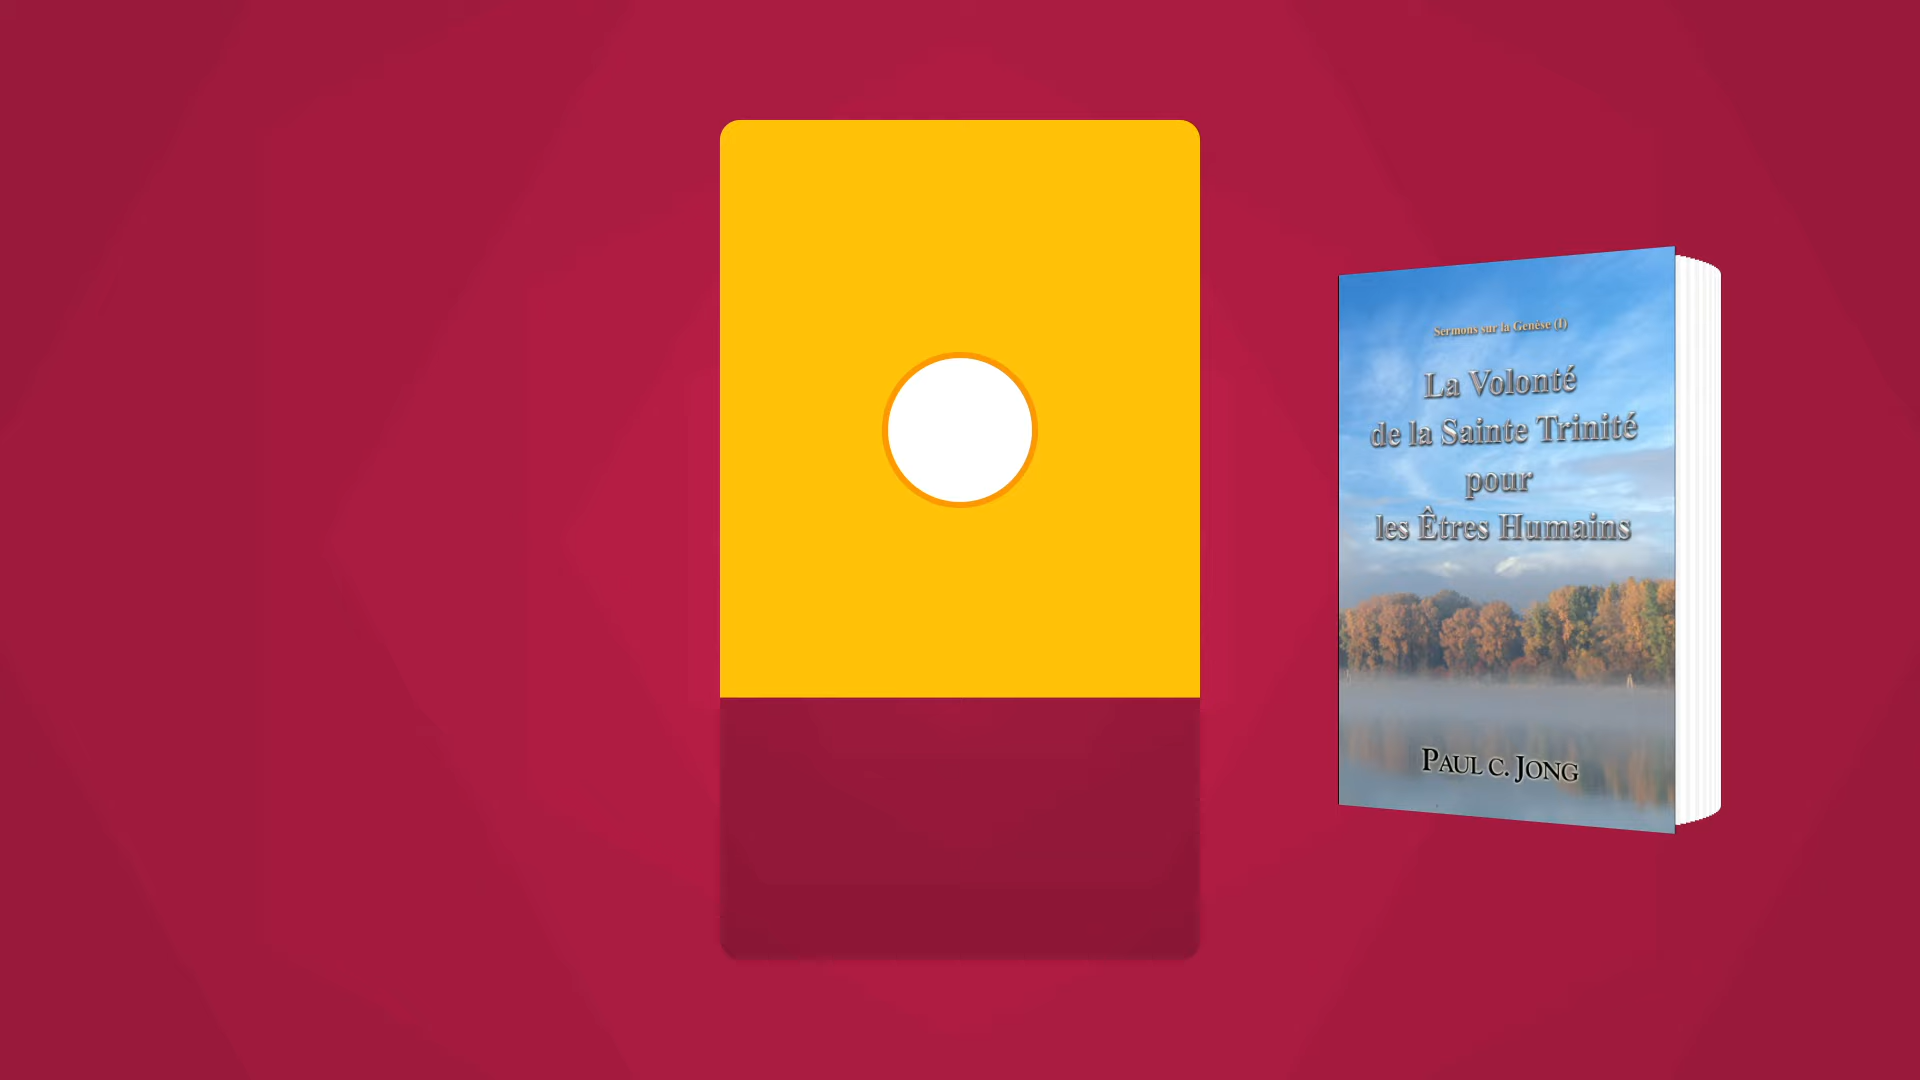 Sermons sur la Genèse (I)
La Volonté
de la Sainte Trinité
pour
les Êtres Humains
PAUL C. JONG